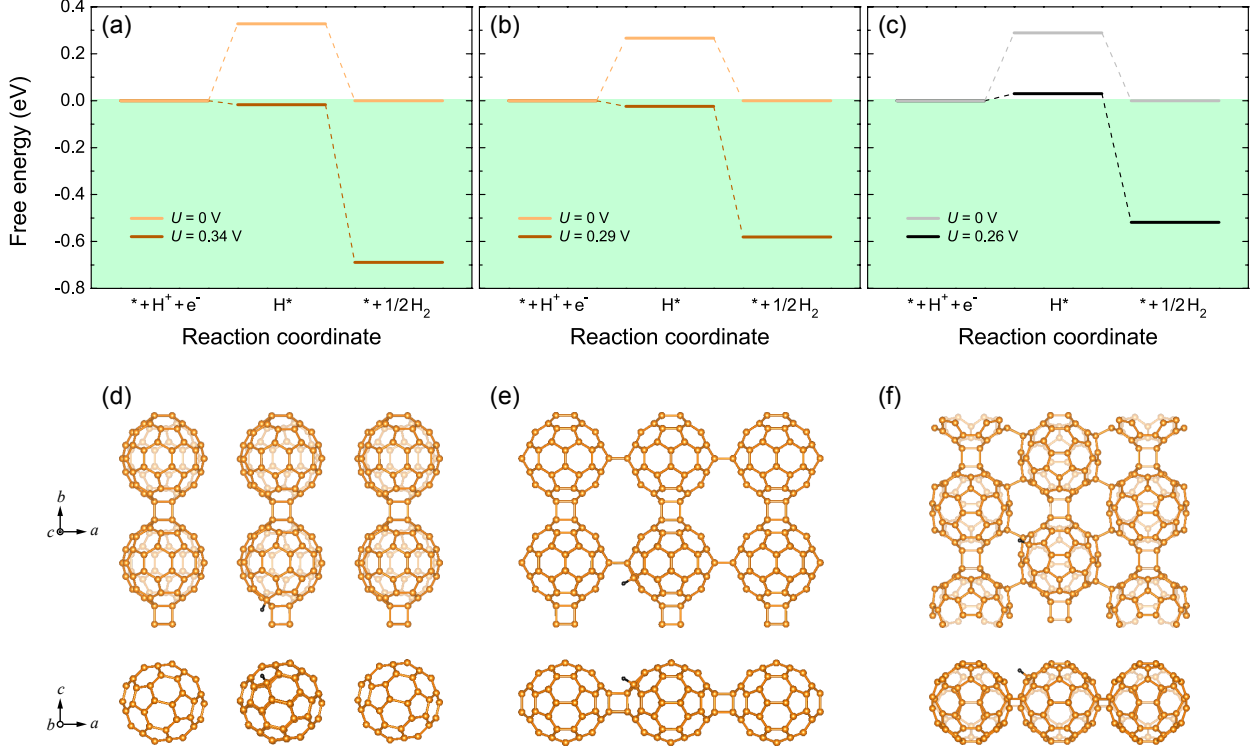 (a) (b) (c)
Free energy (eV)
0.4
0.2
0.0
-0.2
-0.4
-0.6
-0.8
U = 0 V
U = 0.34 V
U = 0 V
U = 0.29 V
U = 0 V
U = 0.26 V
* + H⁺ + e⁻ H* * + 1/2 H₂
* + H⁺ + e⁻ H* * + 1/2 H₂
* + H⁺ + e⁻ H* * + 1/2 H₂
Reaction coordinate
Reaction coordinate
Reaction coordinate
(d) (e) (f)
b
c a
c
b a